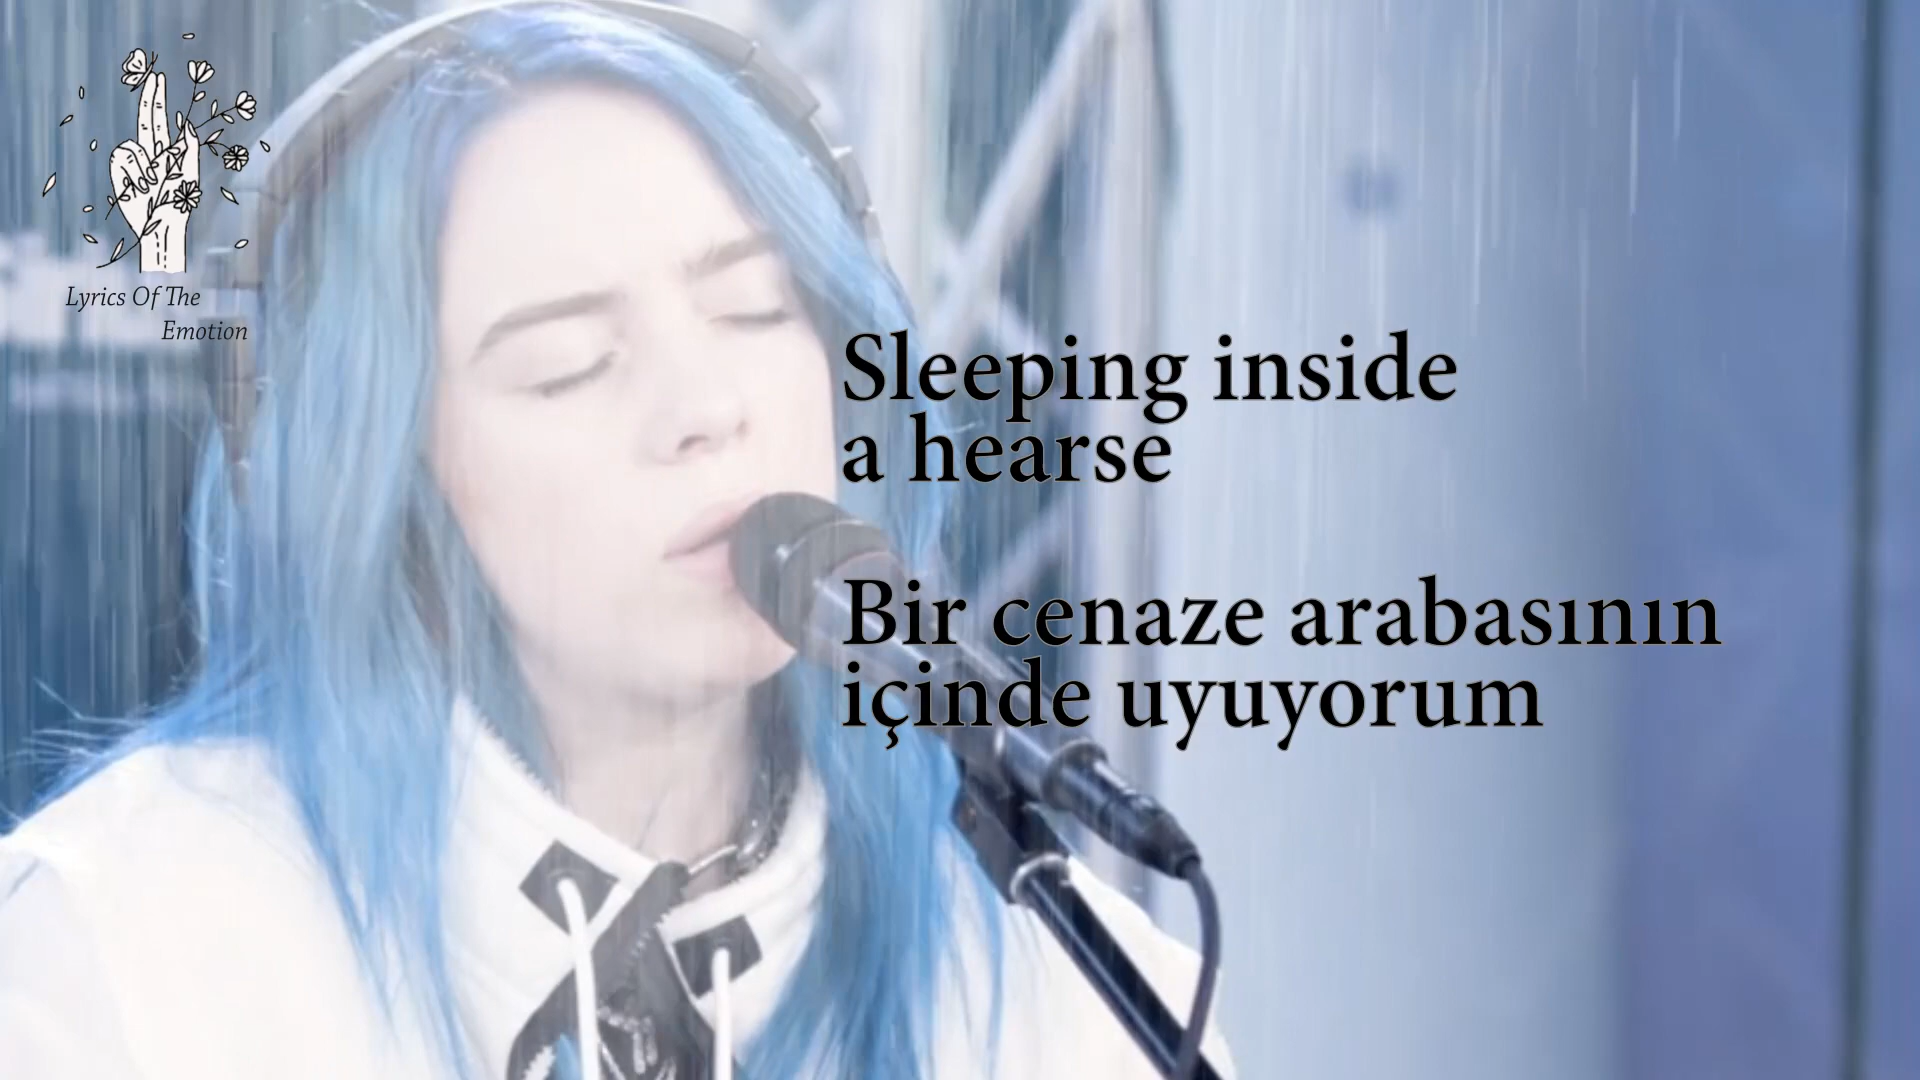 Lyrics Of The
Emotion
Sleeping inside
a hearse
Bir cenaze arabasının
içinde uyuyorum